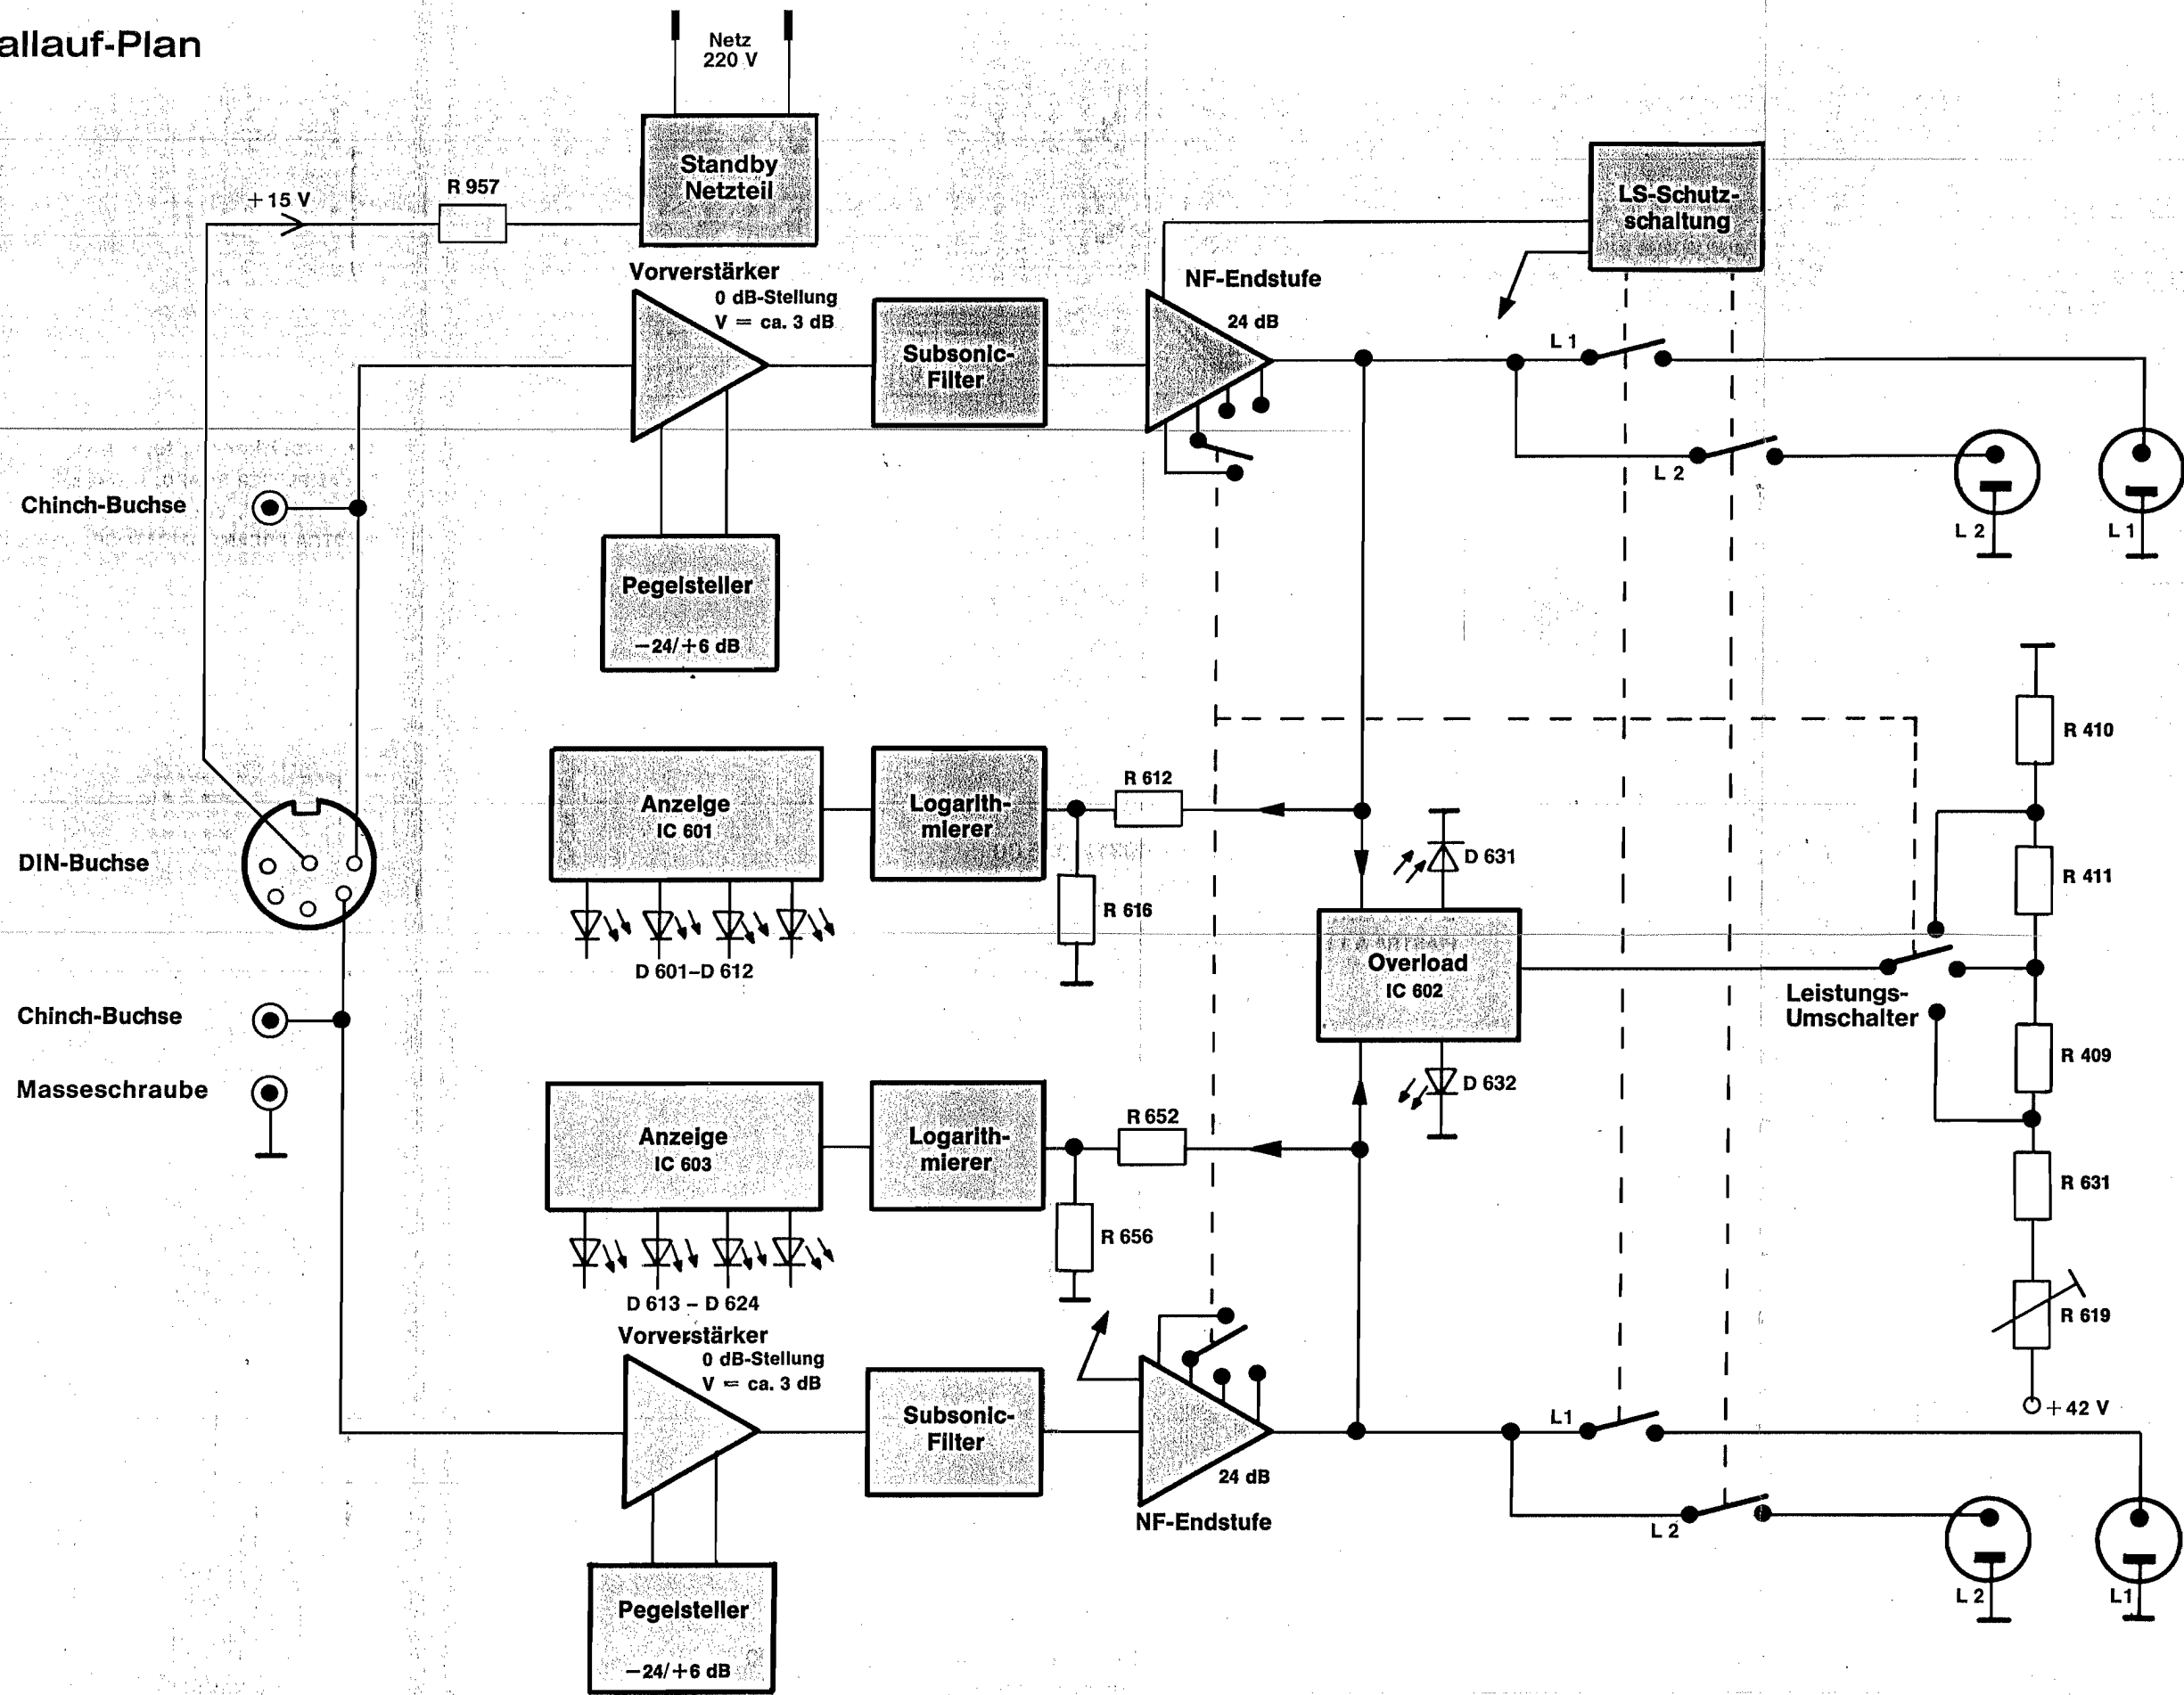 allauf-Plan
Netz
220 V
Standby
Netzteil
+15 V
R 957
LS-Schutz-
schaltung
Vorverstärker
0 dB-Stellung
V = ca. 3 dB
Subsonic-
Filter
NF-Endstufe
24 dB
L 1
L 2
L 2
L 1
Chinch-Buchse
Pegelsteller
−24/+6 dB
R 410
Anzeige
IC 601
Logarith-
mierer
R 612
D 631
R 411
DIN-Buchse
R 616
D 601–D 612
Overload
IC 602
Leistungs-
Umschalter
Chinch-Buchse
R 409
Masseschraube
D 632
Anzeige
IC 603
Logarith-
mierer
R 652
R 631
R 656
D 613 – D 624
R 619
Vorverstärker
0 dB-Stellung
V = ca. 3 dB
Subsonic-
Filter
24 dB
NF-Endstufe
+42 V
L1
L 2
L 2
L1
Pegelsteller
−24/+6 dB